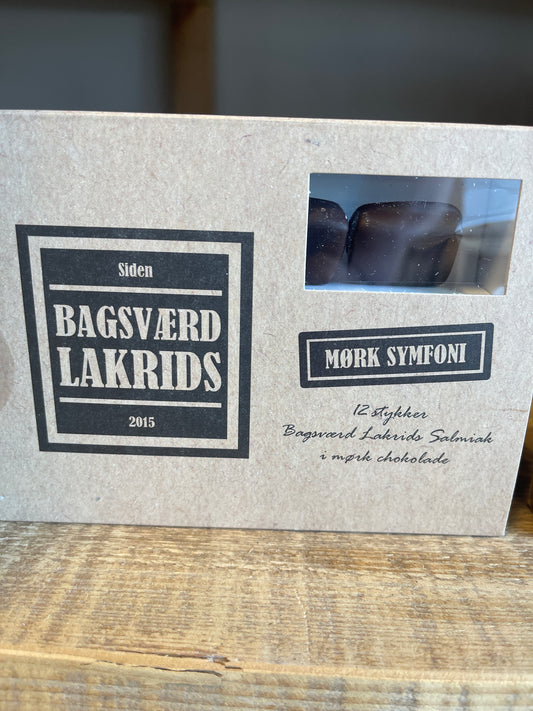 Siden
BAGSVÆRD
LAKRIDS
2015
MØRK SYMFONI
12 stykker
Bagsværd Lakrids Salmiak
i mørk chokolade